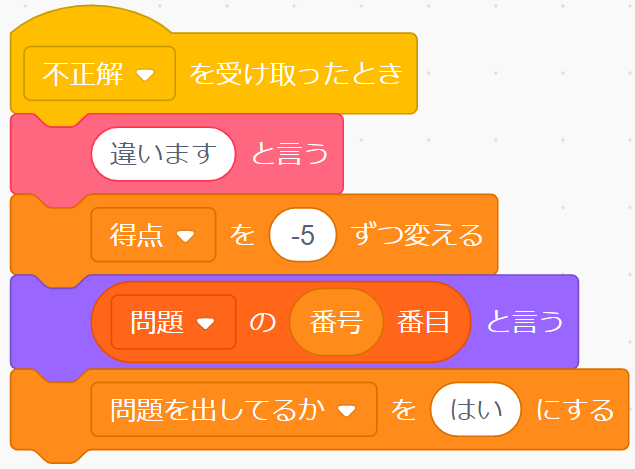 不正解 を受け取ったとき
違います と言う
得点 を -5 ずつ変える
問題 の 番号 番目 と言う
問題を出してるか を はい にする